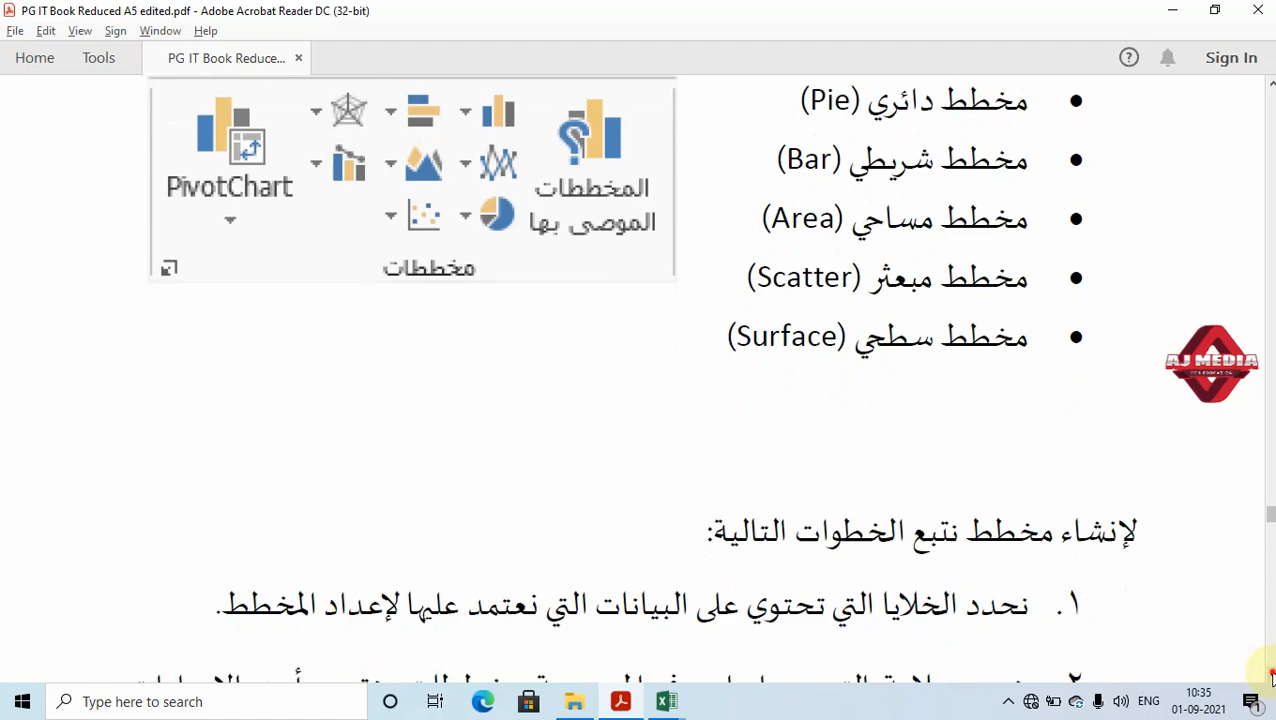 PG IT Book Reduced A5 edited.pdf - Adobe Acrobat Reader DC (32-bit)
File Edit View Sign Window Help
Home Tools PG IT Book Reduce... × Sign In
مخطط دائري (Pie)
مخطط شريطي (Bar)
مخطط مساحي (Area)
مخطط مبعثر (Scatter)
مخطط سطحي (Surface)
PivotChart
المخططات
الموصى بها
مخططات
AJ MEDIA
FOR EDUCATION
لإنشاء مخطط نتبع الخطوات التالية:
١. نحدد الخلايا التي تحتوي على البيانات التي نعتمد عليها لإعداد المخطط.
٢.
Type here to search
ENG
10:35
01-09-2021
1